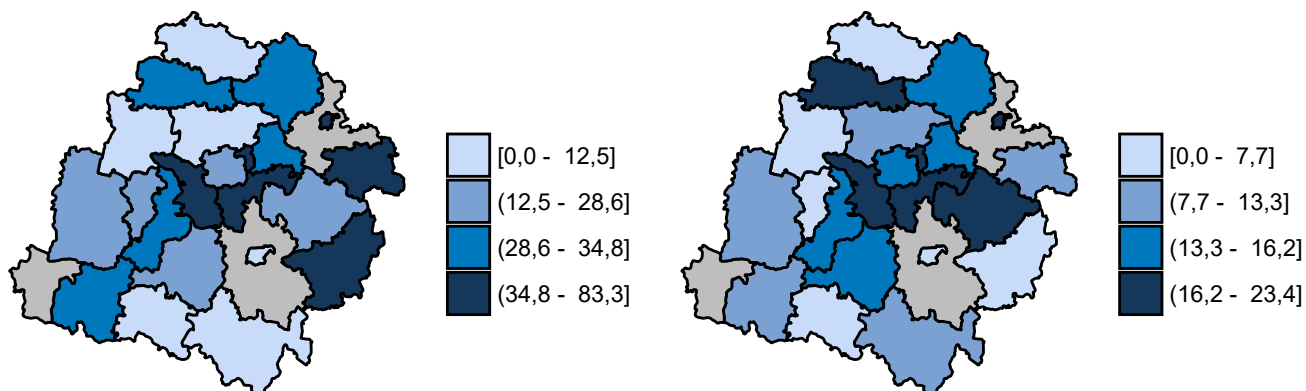 [0,0 - 12,5]
(12,5 - 28,6]
(28,6 - 34,8]
(34,8 - 83,3]
[0,0 - 7,7]
(7,7 - 13,3]
(13,3 - 16,2]
(16,2 - 23,4]